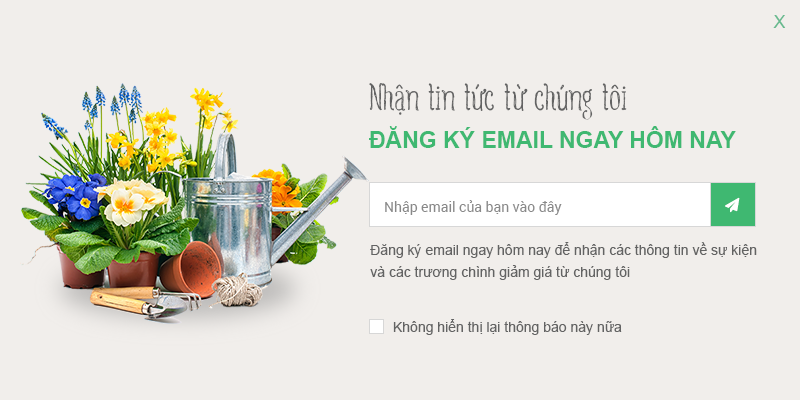 X
Nhận tin tức từ chúng tôi
ĐĂNG KÝ EMAIL NGAY HÔM NAY
Nhập email của bạn vào đây
Đăng ký email ngay hôm nay để nhận các thông tin về sự kiện
và các trương chình giảm giá từ chúng tôi
Không hiển thị lại thông báo này nữa